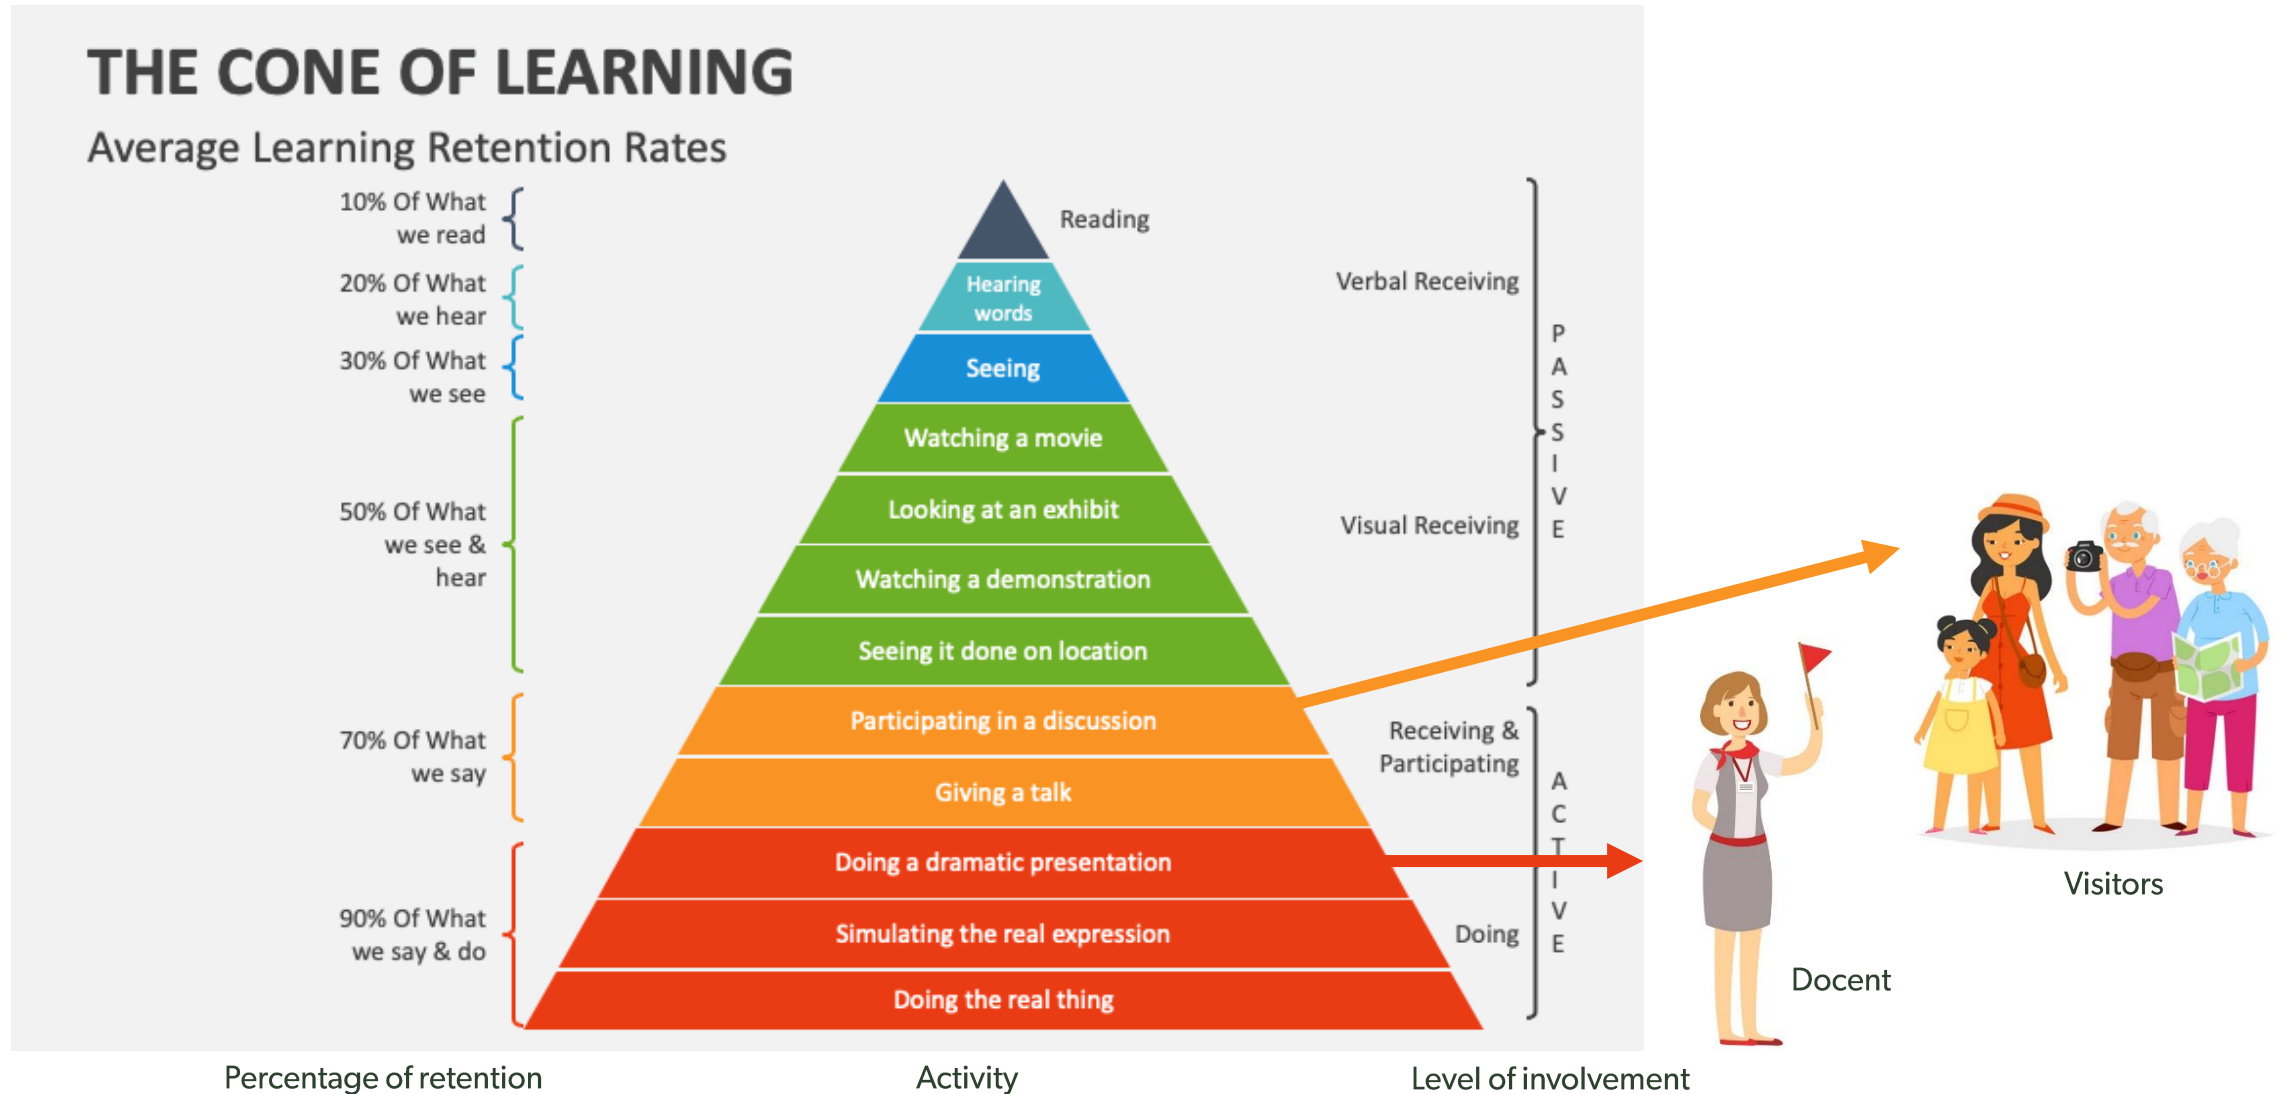 THE CONE OF LEARNING
Average Learning Retention Rates
10% Of What
we read
20% Of What
we hear
30% Of What
we see
50% Of What
we see &
hear
70% Of What
we say
90% Of What
we say & do
Reading
Hearing
words
Seeing
Watching a movie
Looking at an exhibit
Watching a demonstration
Seeing it done on location
Participating in a discussion
Giving a talk
Doing a dramatic presentation
Simulating the real expression
Doing the real thing
Verbal Receiving
Visual Receiving
Receiving &
Participating
Doing
P
A
S
S
I
V
E
A
C
T
I
V
E
Docent
Visitors
Percentage of retention
Activity
Level of involvement